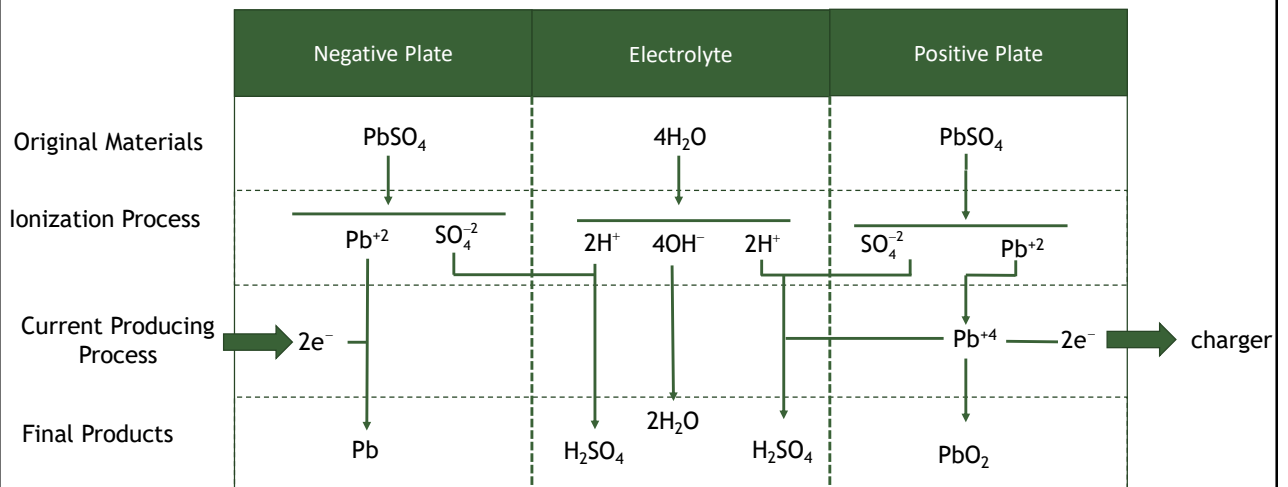 Negative Plate Electrolyte Positive Plate
Original Materials PbSO₄ 4H₂O PbSO₄
Ionization Process
Pb⁺² SO₄⁻² 2H⁺ 4OH⁻ 2H⁺ SO₄⁻² Pb⁺²
Current Producing
Process
2e⁻ Pb⁺⁴ 2e⁻ charger
Final Products
Pb H₂SO₄ 2H₂O H₂SO₄ PbO₂